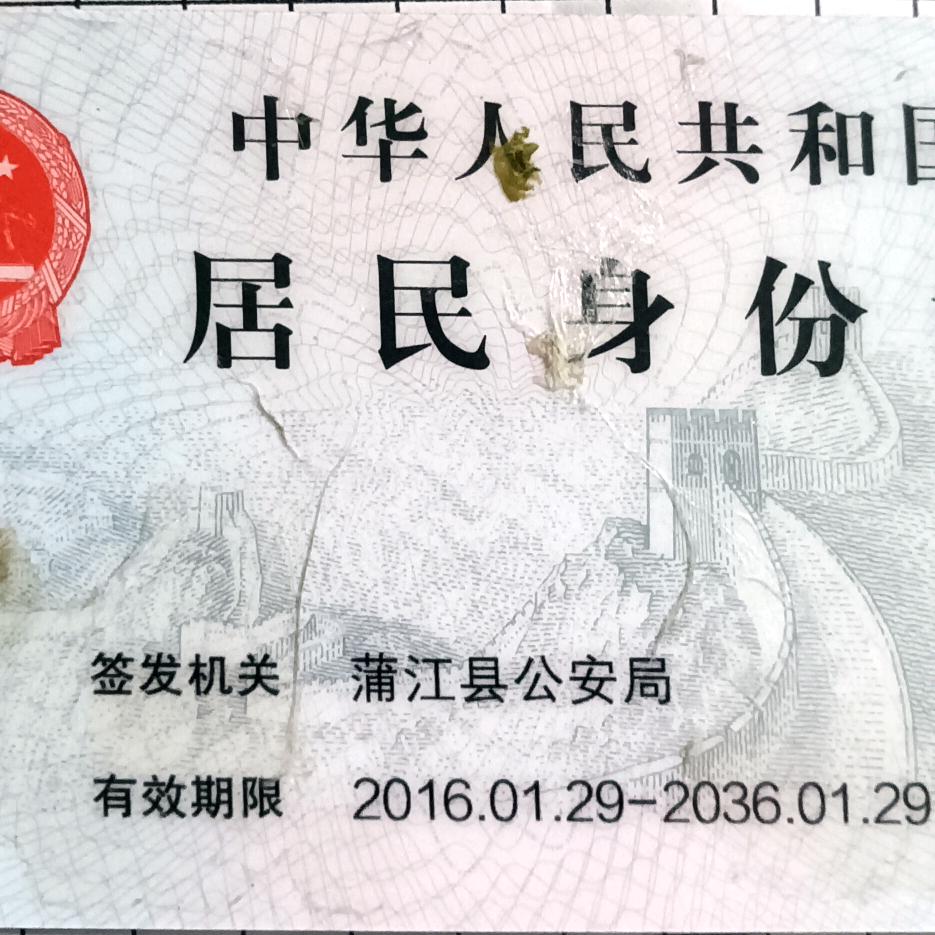 中华人民共和国
居民身份
签发机关 蒲江县公安局
有效期限 2016.01.29-2036.01.29